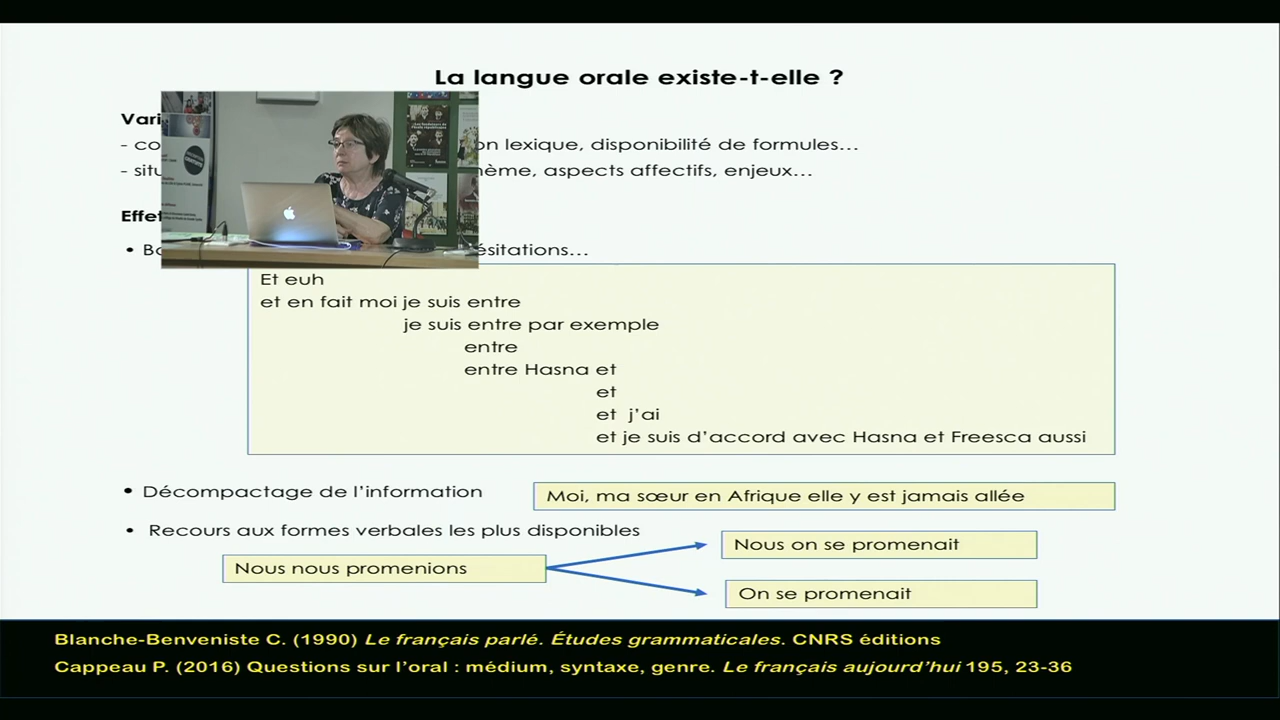 La langue orale existe-t-elle ?
Vari
- co on lexique, disponibilité de formules…
- situ ème, aspects affectifs, enjeux…
Effet
• Bo ésitations…
Et euh
et en fait moi je suis entre
je suis entre par exemple
entre
entre Hasna et
et
et j’ai
et je suis d’accord avec Hasna et Freesca aussi
• Décompactage de l’information
Moi, ma sœur en Afrique elle y est jamais allée
• Recours aux formes verbales les plus disponibles
Nous on se promenait
Nous nous promenions
On se promenait
Blanche-Benveniste C. (1990) Le français parlé. Études grammaticales. CNRS éditions
Cappeau P. (2016) Questions sur l’oral : médium, syntaxe, genre. Le français aujourd’hui 195, 23-36